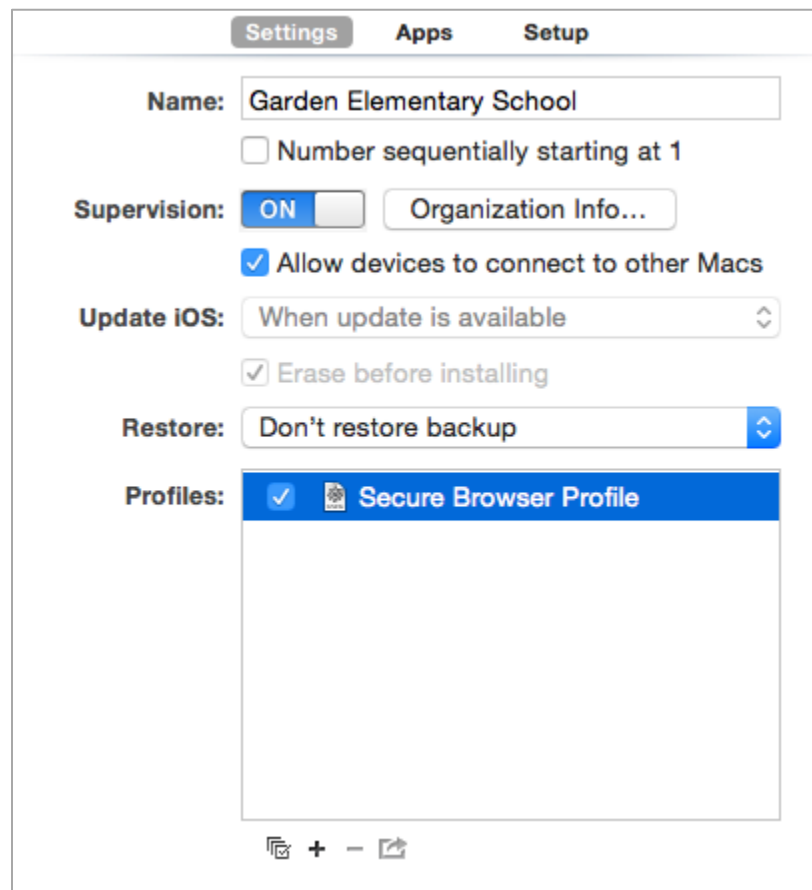 Settings Apps Setup
Name: Garden Elementary School
Number sequentially starting at 1
Supervision: ON Organization Info...
Allow devices to connect to other Macs
Update iOS: When update is available
Erase before installing
Restore: Don't restore backup
Profiles: Secure Browser Profile